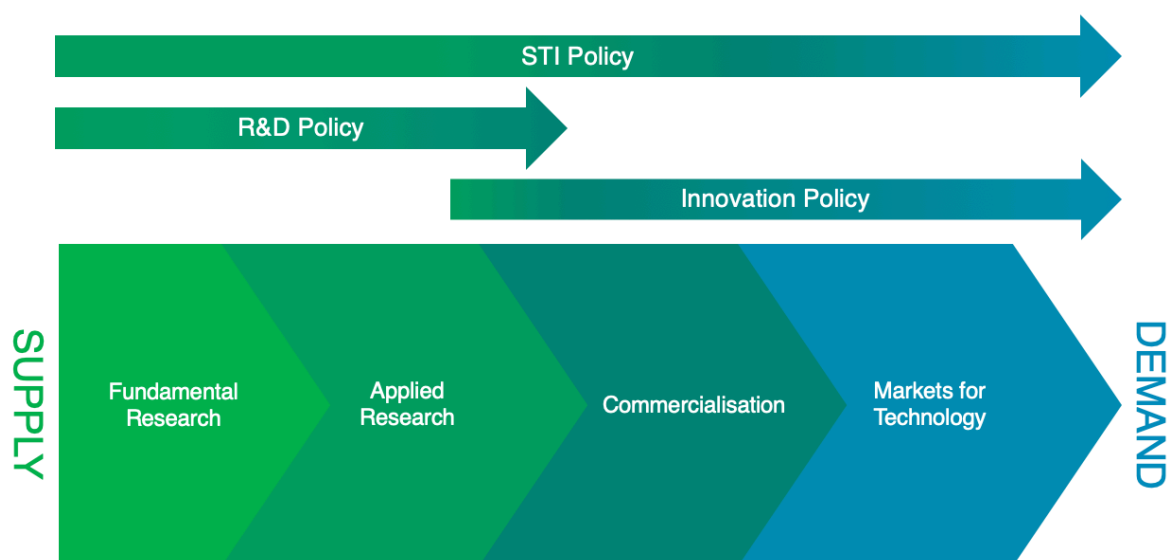 STI Policy
R&D Policy
Innovation Policy
SUPPLY
Fundamental
Research
Applied
Research
Commercialisation
Markets for
Technology
DEMAND